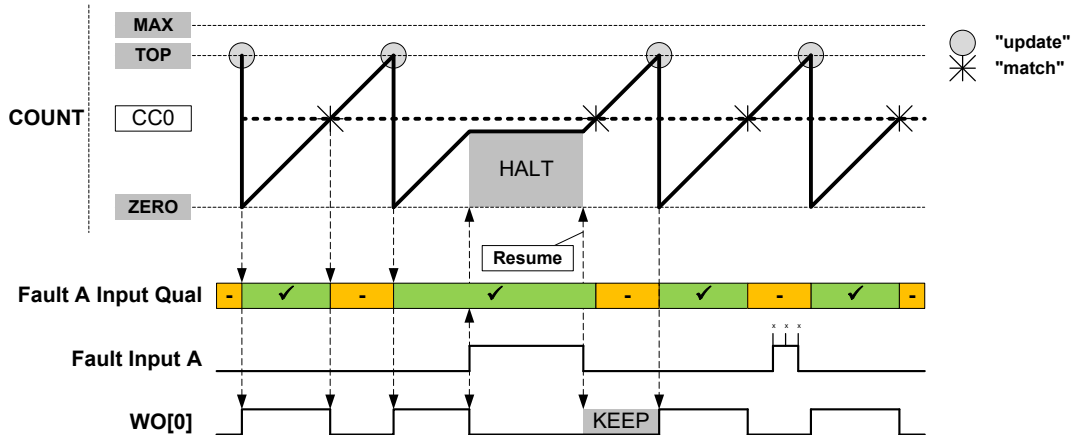 MAX
TOP
"update"
"match"
COUNT
CC0
HALT
ZERO
Resume
Fault A Input Qual
- ✓ - ✓ - ✓ - ✓ -
x x x
Fault Input A
WO[0]
KEEP